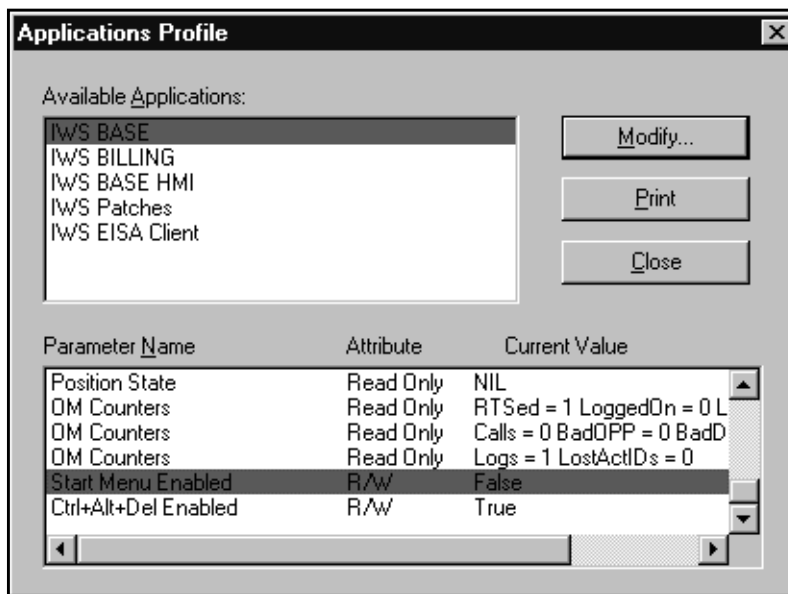 Applications Profile
Available Applications:
IWS BASE
IWS BILLING
IWS BASE HMI
IWS Patches
IWS EISA Client
Modify...
Print
Close
Parameter Name Attribute Current Value
Position State Read Only NIL
OM Counters Read Only RTSed = 1 LoggedOn = 0 L
OM Counters Read Only Calls = 0 BadOPP = 0 BadD
OM Counters Read Only Logs = 1 LostActIDs = 0
Start Menu Enabled R/W False
Ctrl+Alt+Del Enabled R/W True